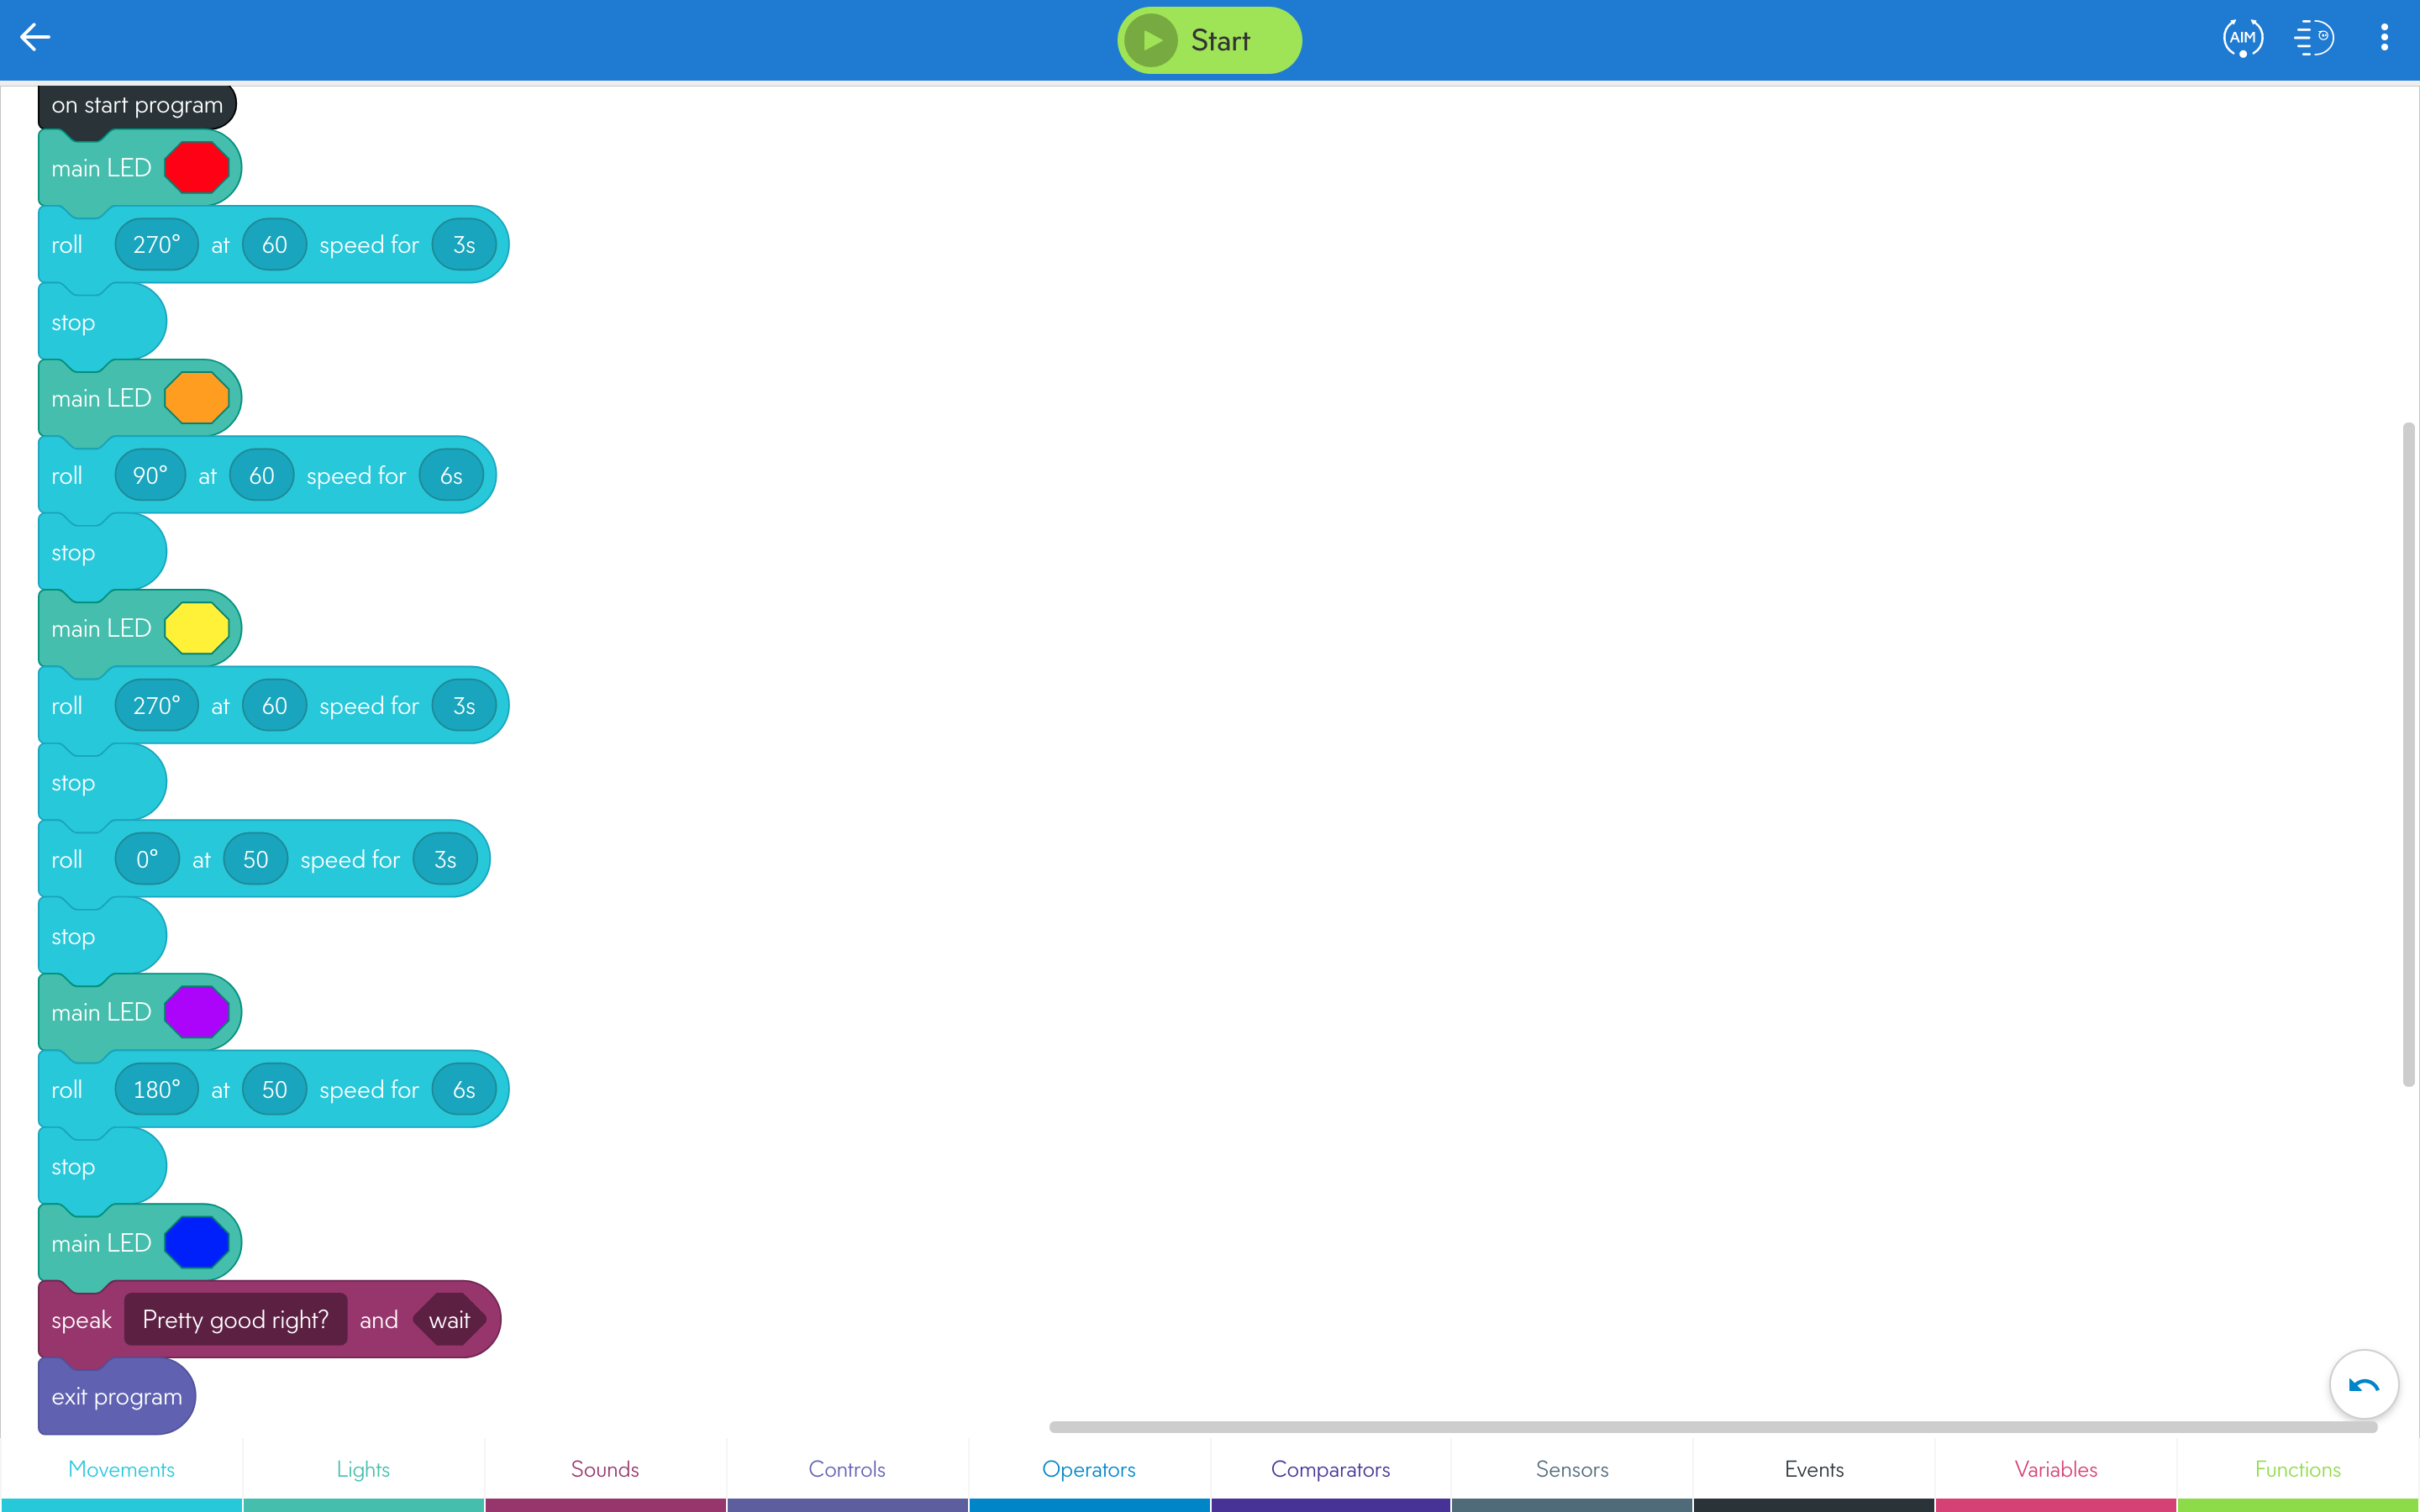 Start
AIM
on start program
main LED
roll 270° at 60 speed for 3s
stop
main LED
roll 90° at 60 speed for 6s
stop
main LED
roll 270° at 60 speed for 3s
stop
roll 0° at 50 speed for 3s
stop
main LED
roll 180° at 50 speed for 6s
stop
main LED
speak Pretty good right? and wait
exit program
Movements Lights Sounds Controls Operators Comparators Sensors Events Variables Functions